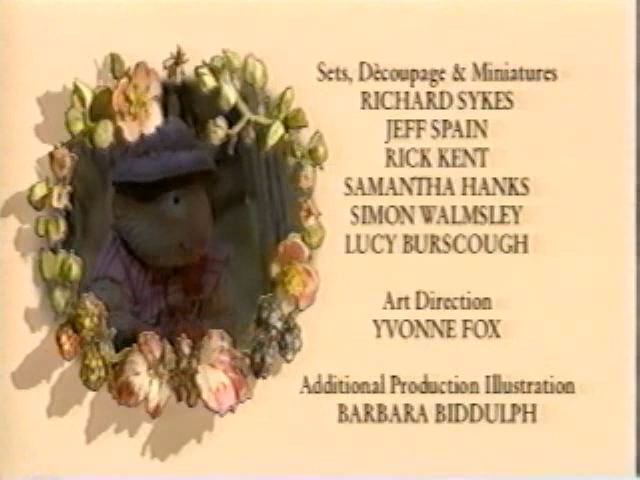 Sets, Dècoupage & Miniatures
RICHARD SYKES
JEFF SPAIN
RICK KENT
SAMANTHA HANKS
SIMON WALMSLEY
LUCY BURSCOUGH
Art Direction
YVONNE FOX
Additional Production Illustration
BARBARA BIDDULPH